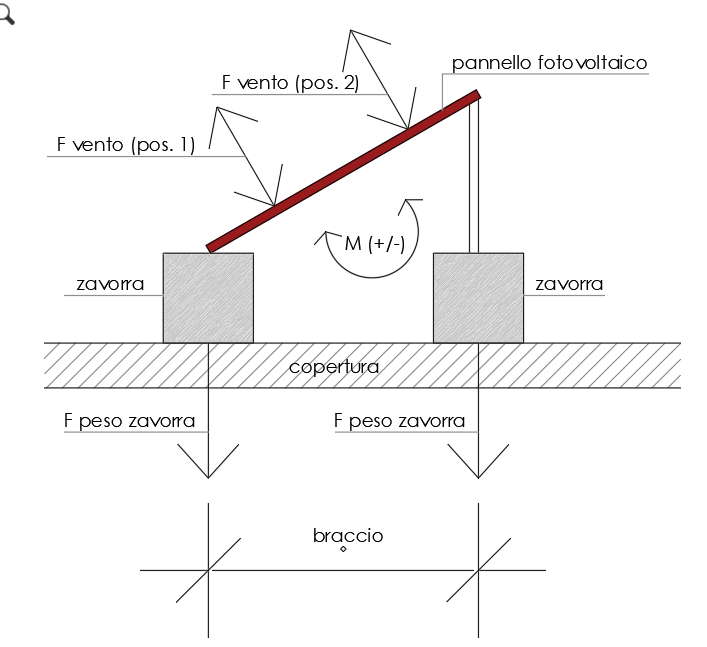 pannello fotovoltaico
F vento (pos. 2)
F vento (pos. 1)
M (+/-)
zavorra
zavorra
copertura
F peso zavorra
F peso zavorra
braccio